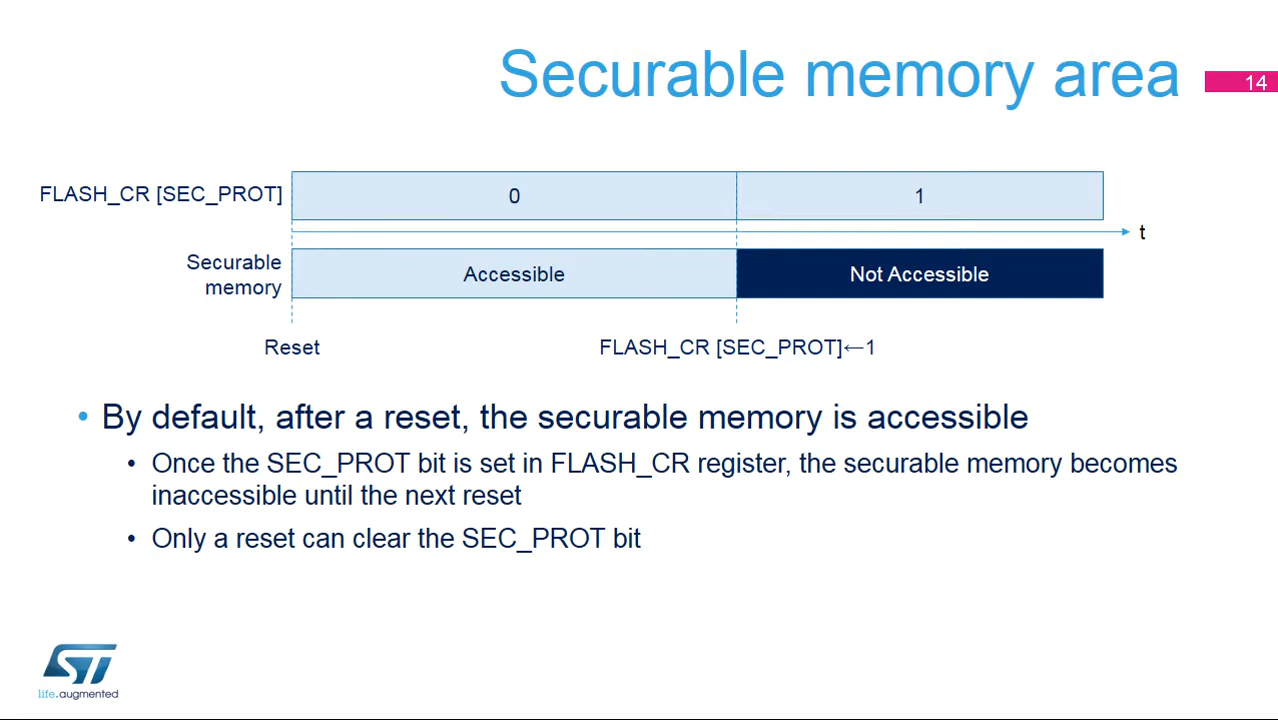 Securable memory area
14
FLASH_CR [SEC_PROT]
0
1
t
Securable
memory
Accessible
Not Accessible
Reset
FLASH_CR [SEC_PROT]←1
• By default, after a reset, the securable memory is accessible
• Once the SEC_PROT bit is set in FLASH_CR register, the securable memory becomes
inaccessible until the next reset
• Only a reset can clear the SEC_PROT bit
ST
life.augmented